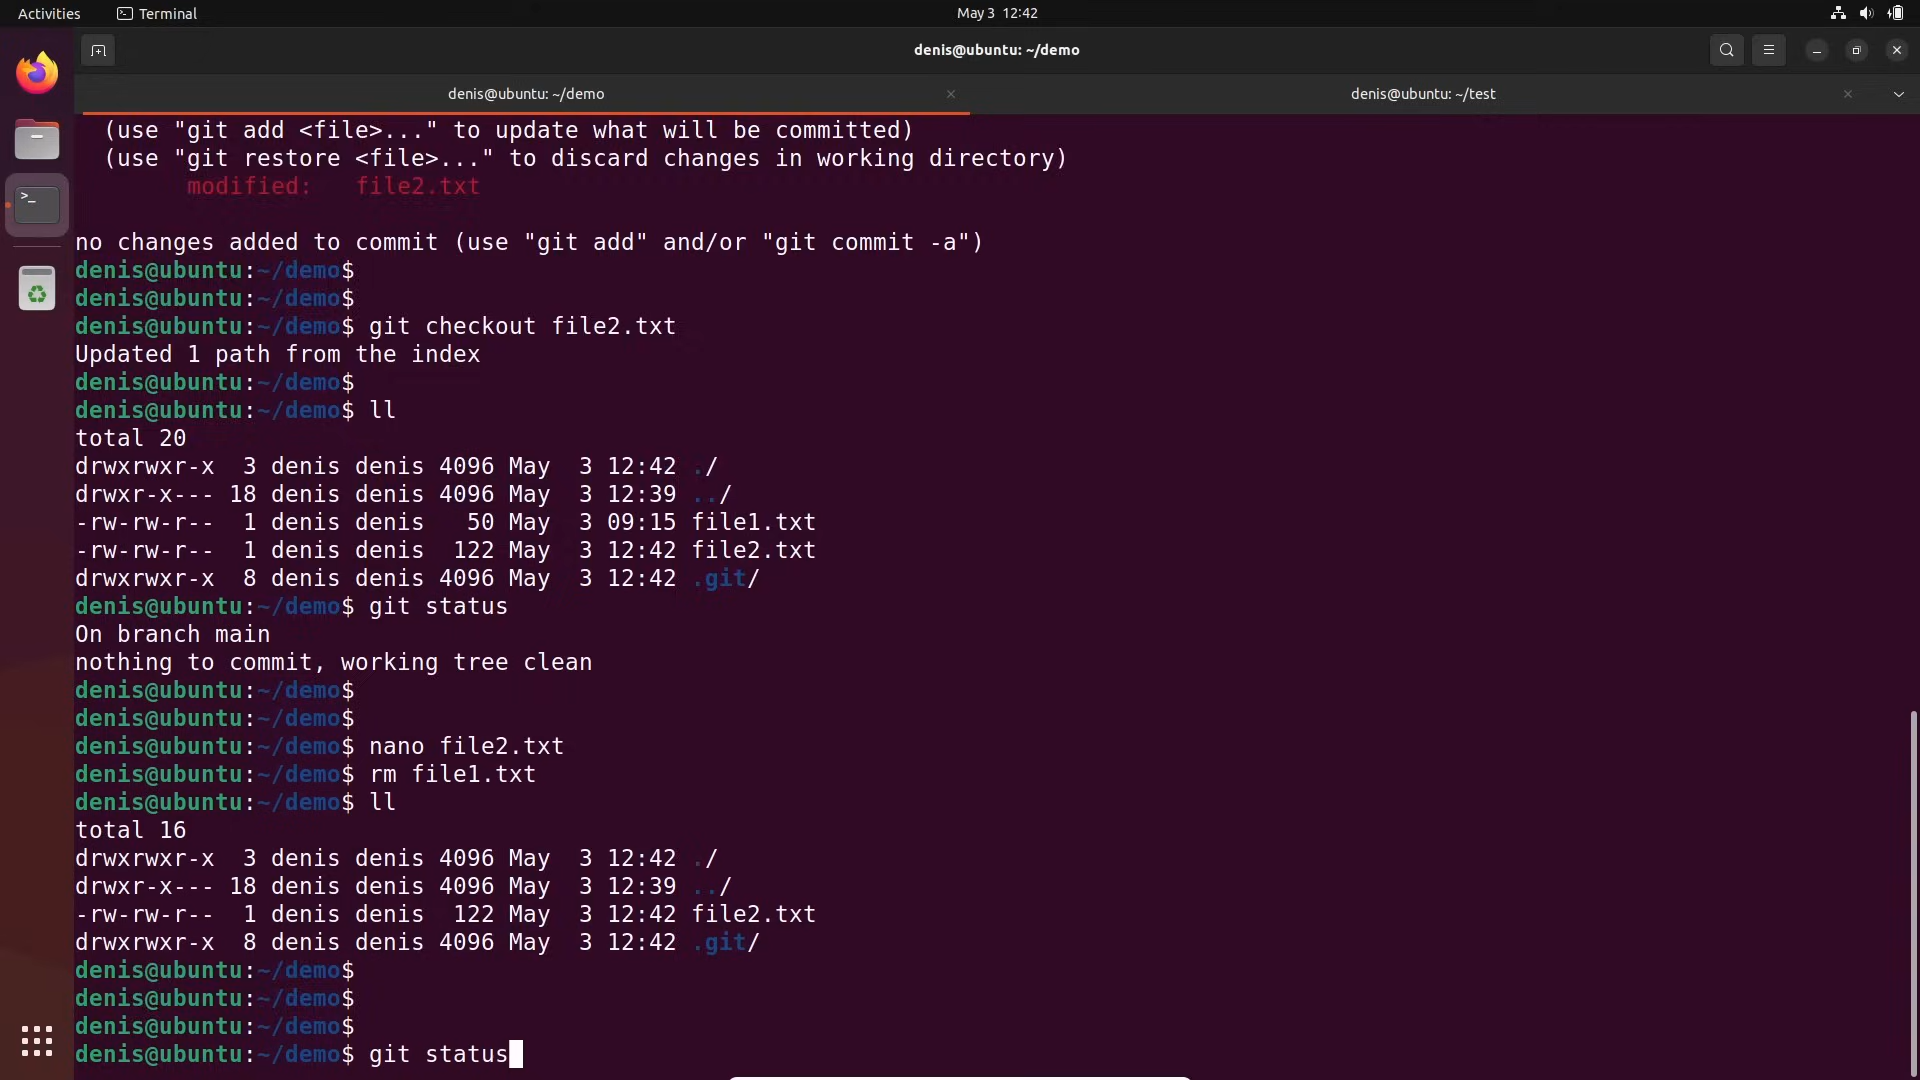 Activities
Terminal
May 3 12:42
denis@ubuntu: ~/demo
denis@ubuntu: ~/demo
denis@ubuntu: ~/test
(use "git add <file>..." to update what will be committed)
(use "git restore <file>..." to discard changes in working directory)
modified:   file2.txt
no changes added to commit (use "git add" and/or "git commit -a")
denis@ubuntu:~/demo$
denis@ubuntu:~/demo$
denis@ubuntu:~/demo$ git checkout file2.txt
Updated 1 path from the index
denis@ubuntu:~/demo$
denis@ubuntu:~/demo$ ll
total 20
drwxrwxr-x  3 denis denis 4096 May  3 12:42 ./
drwxr-x--- 18 denis denis 4096 May  3 12:39 ../
-rw-rw-r--  1 denis denis   50 May  3 09:15 file1.txt
-rw-rw-r--  1 denis denis  122 May  3 12:42 file2.txt
drwxrwxr-x  8 denis denis 4096 May  3 12:42 .git/
denis@ubuntu:~/demo$ git status
On branch main
nothing to commit, working tree clean
denis@ubuntu:~/demo$
denis@ubuntu:~/demo$
denis@ubuntu:~/demo$ nano file2.txt
denis@ubuntu:~/demo$ rm file1.txt
denis@ubuntu:~/demo$ ll
total 16
drwxrwxr-x  3 denis denis 4096 May  3 12:42 ./
drwxr-x--- 18 denis denis 4096 May  3 12:39 ../
-rw-rw-r--  1 denis denis  122 May  3 12:42 file2.txt
drwxrwxr-x  8 denis denis 4096 May  3 12:42 .git/
denis@ubuntu:~/demo$
denis@ubuntu:~/demo$
denis@ubuntu:~/demo$
denis@ubuntu:~/demo$ git status